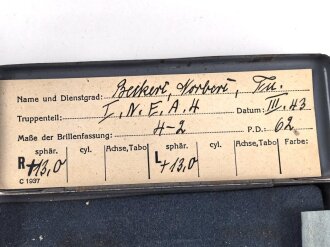 Name und Dienstgrad: Beckert, Norbert, Fu.
Truppenteil: I. N. E. A. 4 Datum: III. 43
Maße der Brillenfassung: 4-2 P.D.: 62
sphär. cyl. Achse, Tabo sphär. cyl. Achse, Tabo Farbe:
R +13,0 L +13,0
C 1937